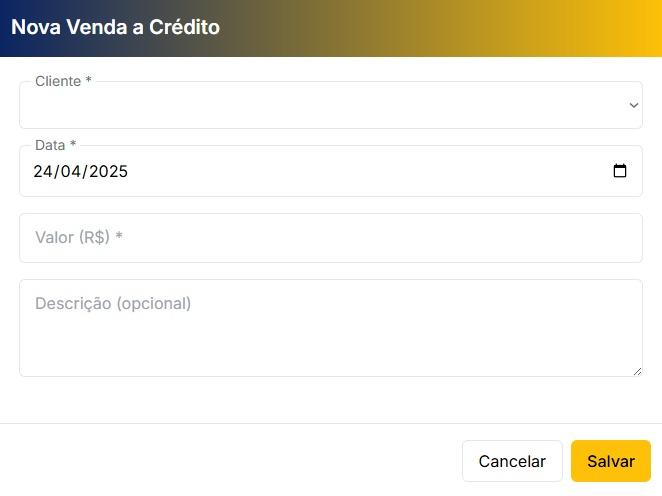 Nova Venda a Crédito
Cliente *
Data *
24/04/2025
Valor (R$) *
Descrição (opcional)
Cancelar Salvar